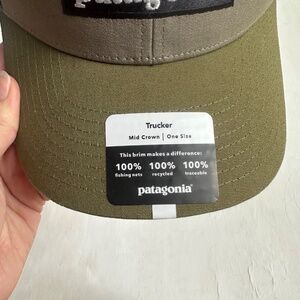 Trucker
Mid Crown | One Size
This brim makes a difference:
100% 100% 100%
fishing nets recycled traceable
patagonia